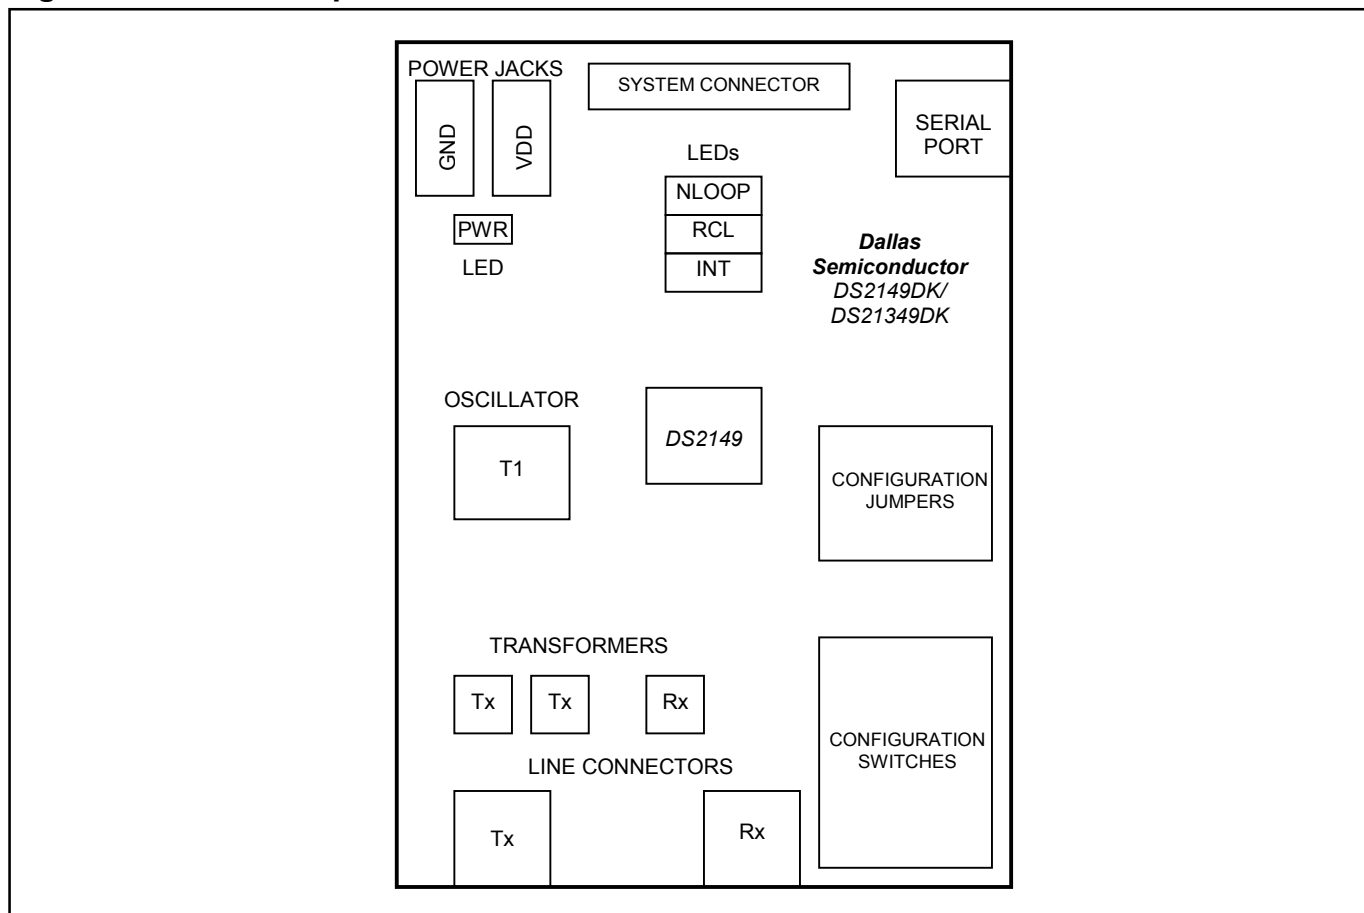 POWER JACKS
GND
VDD
SYSTEM CONNECTOR
SERIAL
PORT
LEDs
NLOOP
RCL
INT
PWR
LED
Dallas
Semiconductor
DS2149DK/
DS21349DK
OSCILLATOR
T1
DS2149
CONFIGURATION
JUMPERS
TRANSFORMERS
Tx
Tx
Rx
CONFIGURATION
SWITCHES
LINE CONNECTORS
Tx
Rx